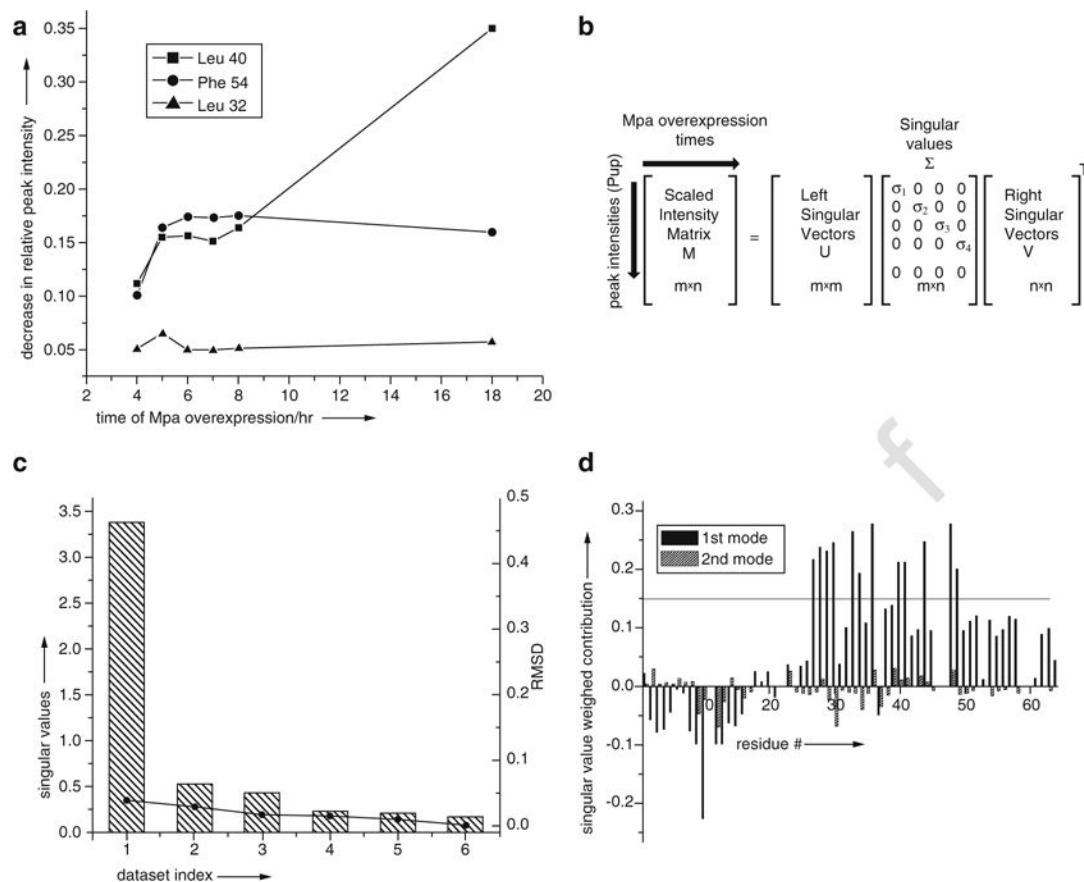 a
0.35
0.30
0.25
0.20
0.15
0.10
0.05
decrease in relative peak intensity
Leu 40
Phe 54
Leu 32
2 4 6 8 10 12 14 16 18 20
time of Mpa overexpression/hr
b
Mpa overexpression
times
Singular
values
Σ
peak intensities (Pup)
Scaled
Intensity
Matrix
M
m×n
=
Left
Singular
Vectors
U
m×m
σ1 0 0 0
0 σ2 0 0
0 0 σ3 0
0 0 0 σ4
0 0 0 0
m×n
Right
Singular
Vectors
V
n×n
T
c
3.5
3.0
2.5
2.0
1.5
1.0
0.5
0.0
singular values
0.5
0.4
0.3
0.2
0.1
0.0
RMSD
1 2 3 4 5 6
dataset index
f
d
0.3
0.2
0.1
0.0
-0.1
-0.2
singular value weighed contribution
1st mode
2nd mode
20 30 40 50 60
residue #